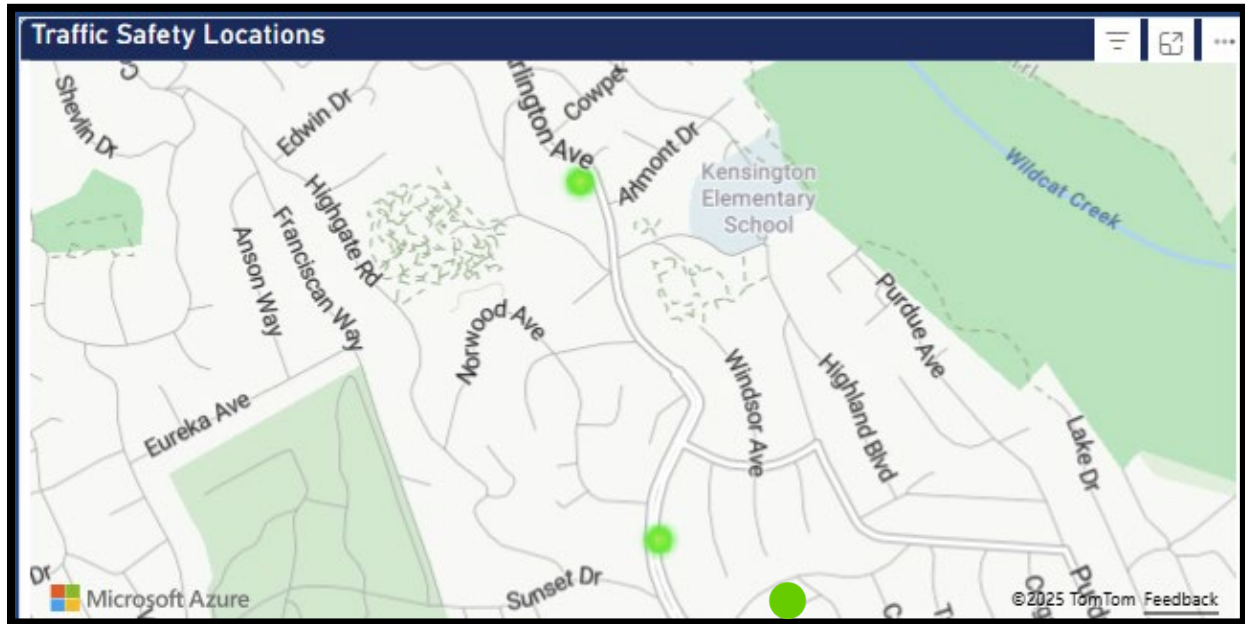 Traffic Safety Locations
Shevlin Dr
Edwin Dr
Arlington Ave
Arlmont Dr
Kensington
Elementary
School
Wildcat Creek
Highgate Rd
Franciscan Way
Anson Way
Norwood Ave
Purdue Ave
Windsor Ave
Highland Blvd
Eureka Ave
Lake Dr
Dr
Sunset Dr
Microsoft Azure
©2025 TomTom Feedback